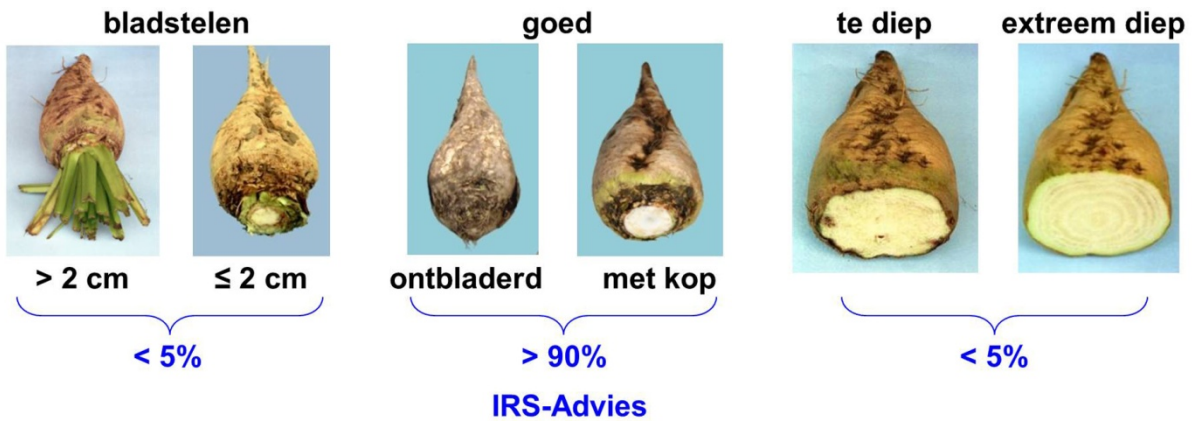 bladstelen goed te diep extreem diep
> 2 cm ≤ 2 cm ontbladerd met kop
< 5% > 90% < 5%
IRS-Advies